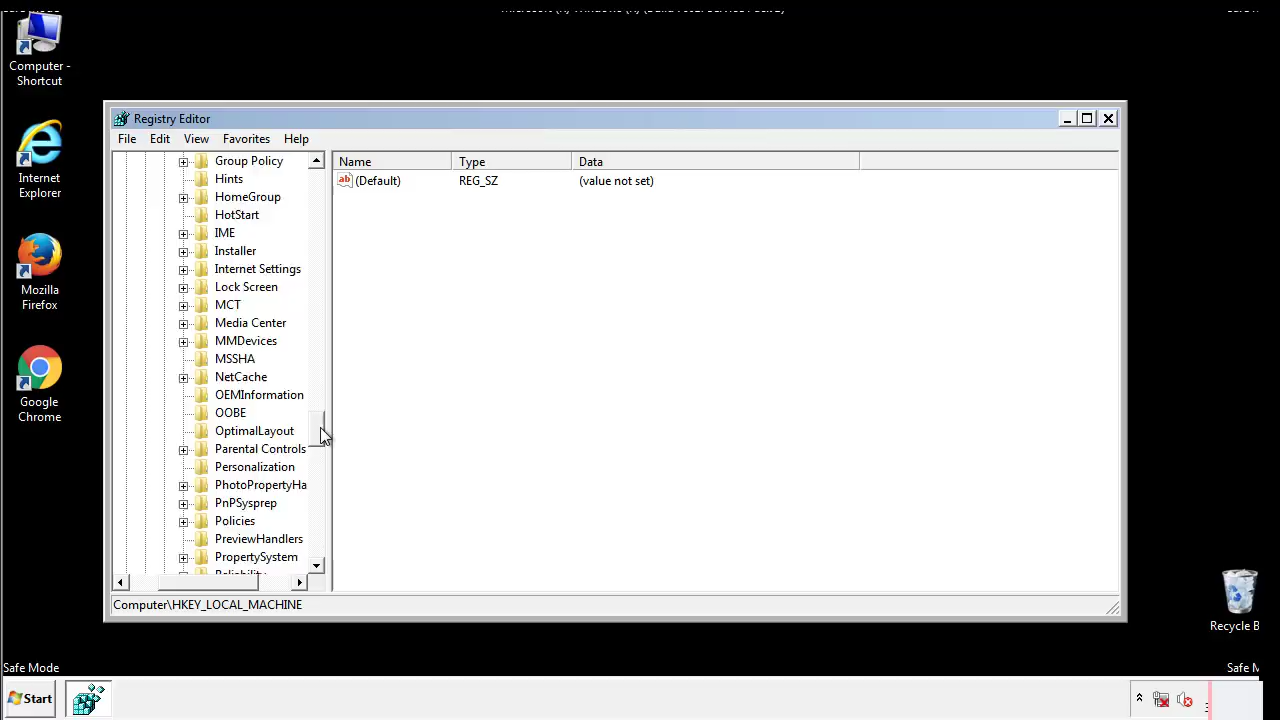 Computer -
Shortcut
Internet
Explorer
Mozilla
Firefox
Google
Chrome
Registry Editor
File Edit View Favorites Help
Group Policy
Hints
HomeGroup
HotStart
IME
Installer
Internet Settings
Lock Screen
MCT
Media Center
MMDevices
MSSHA
NetCache
OEMInformation
OOBE
OptimalLayout
Parental Controls
Personalization
PhotoPropertyHa
PnPSysprep
Policies
PreviewHandlers
PropertySystem
Reliability
Name Type Data
ab (Default) REG_SZ (value not set)
Computer\HKEY_LOCAL_MACHINE
Recycle B
Safe Mode
Safe M
Start